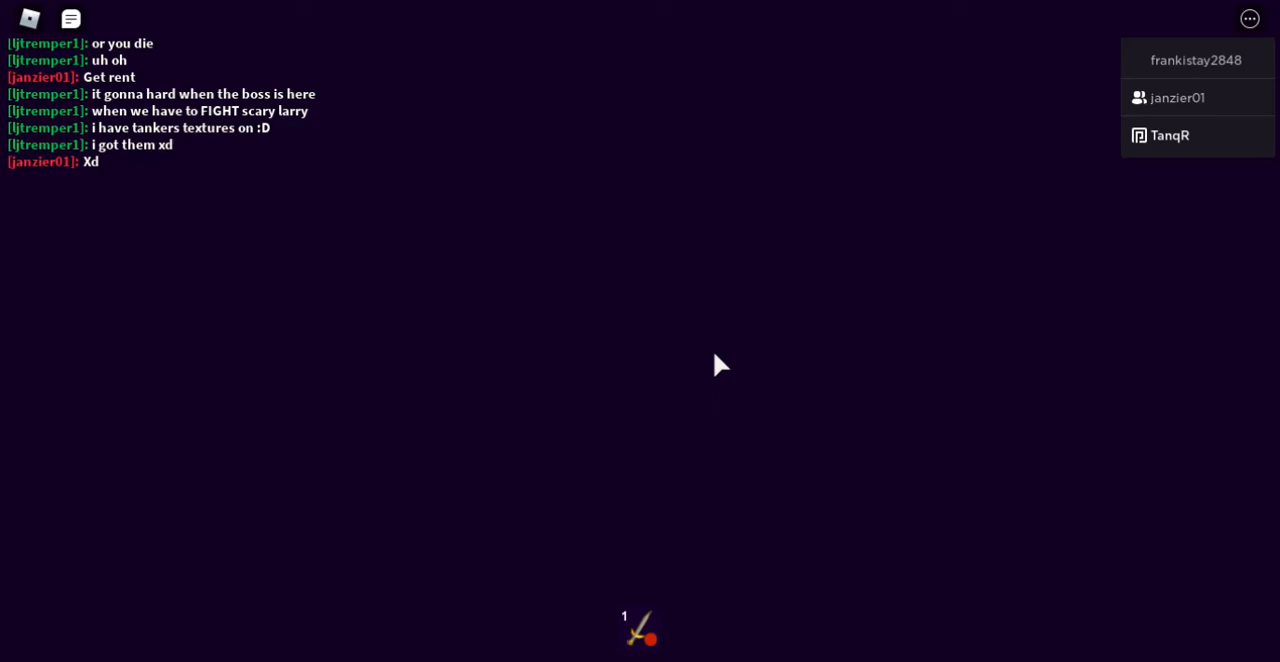 [ljtremper1]: or you die
[ljtremper1]: uh oh
[janzier01]: Get rent
[ljtremper1]: it gonna hard when the boss is here
[ljtremper1]: when we have to FIGHT scary larry
[ljtremper1]: i have tankers textures on :D
[ljtremper1]: i got them xd
[janzier01]: Xd
frankistay2848
janzier01
TanqR
1